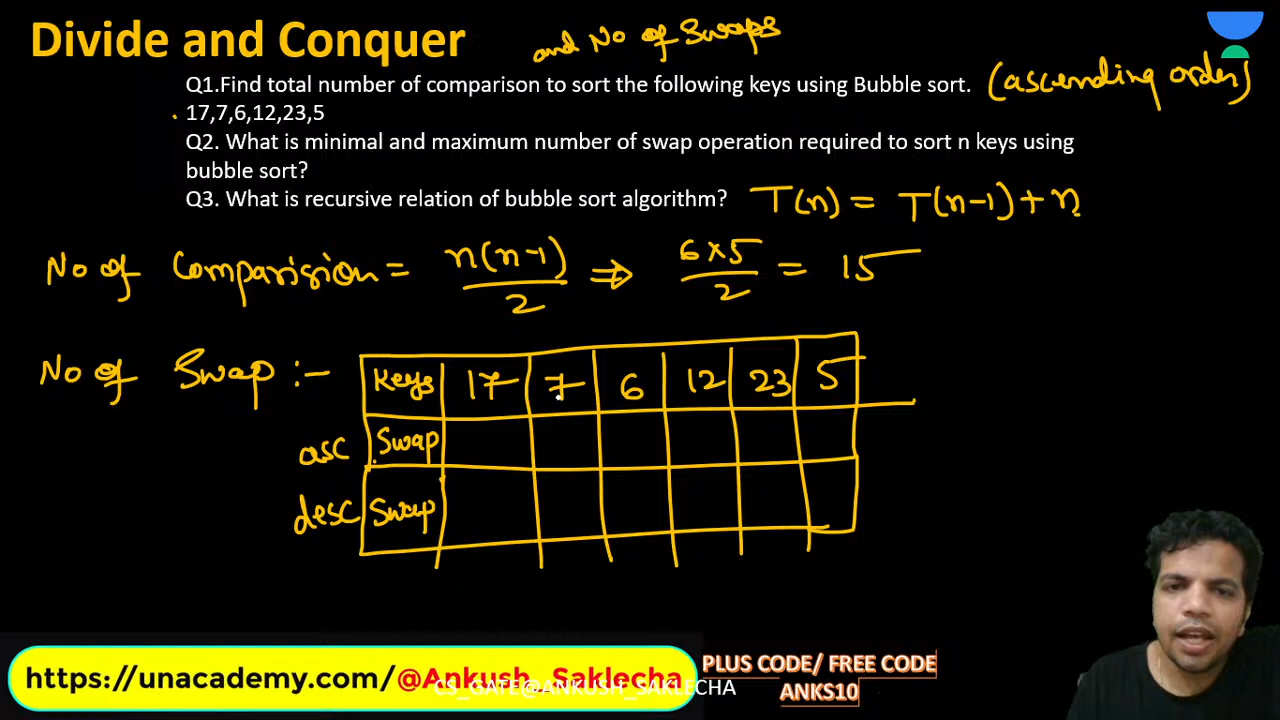 Divide and Conquer
and No of Swaps
Q1.Find total number of comparison to sort the following keys using Bubble sort. (ascending order)
17,7,6,12,23,5
Q2. What is minimal and maximum number of swap operation required to sort n keys using
bubble sort?
Q3. What is recursive relation of bubble sort algorithm? T(n) = T(n-1)+n
No of Comparision = n(n-1)/2 ⇒ 6x5/2 = 15
No of Swap :-
Keys 17 7 6 12 23 5
asc Swap
desc Swap
https://unacademy.com/@Ankush_Saklecha
PLUS CODE/ FREE CODE
ANKS10
CS_GATE@ANKUSH_SAKLECHA